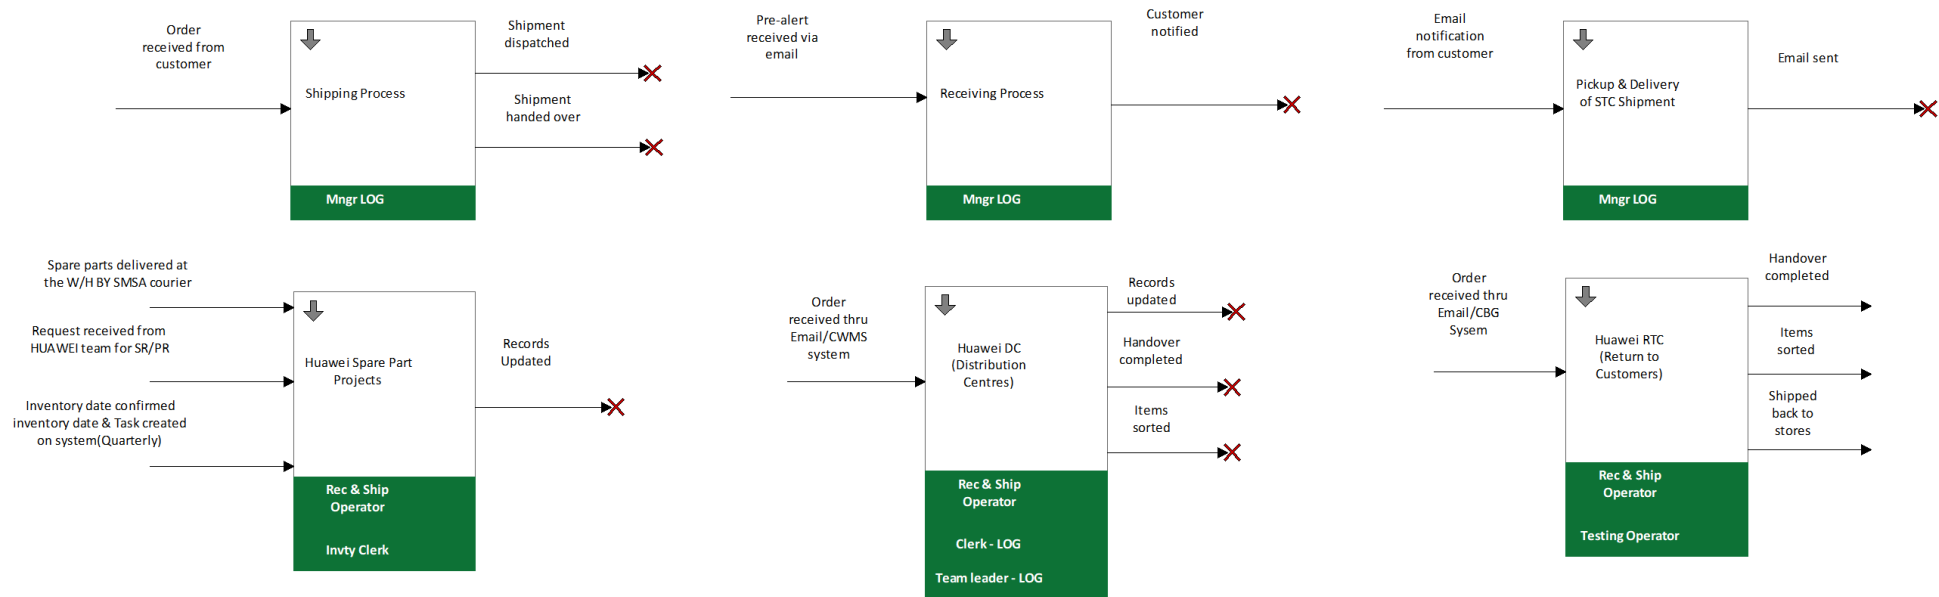 Order
received from
customer
Shipping Process
Mngr LOG
Shipment
dispatched
Shipment
handed over
Pre-alert
received via
email
Receiving Process
Mngr LOG
Customer
notified
Email
notification
from customer
Pickup & Delivery
of STC Shipment
Mngr LOG
Email sent
Spare parts delivered at
the W/H BY SMSA courier
Request received from
HUAWEI team for SR/PR
Inventory date confirmed
inventory date & Task created
on system(Quarterly)
Huawei Spare Part
Projects
Rec & Ship
Operator
Invty Clerk
Records
Updated
Order
received thru
Email/CWMS
system
Huawei DC
(Distribution
Centres)
Rec & Ship
Operator
Clerk - LOG
Team leader - LOG
Records
updated
Handover
completed
Items
sorted
Order
received thru
Email/CBG
Sysem
Huawei RTC
(Return to
Customers)
Rec & Ship
Operator
Testing Operator
Handover
completed
Items
sorted
Shipped
back to
stores